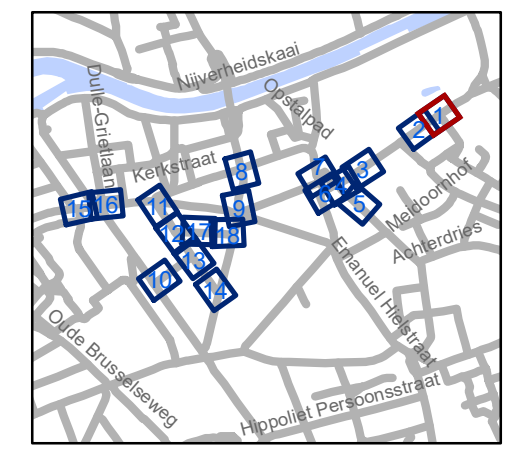 Nijverheidskaai
Dulle-Grietlaan
Opstalpad
1
2
Kerkstraat
8
7
3
4
6
5
Meidoornhof
15
16
11
9
12
17
18
Achterdries
13
10
14
Emanuel Hielstraat
Oude Brusselseweg
Hippoliet Persoonsstraat